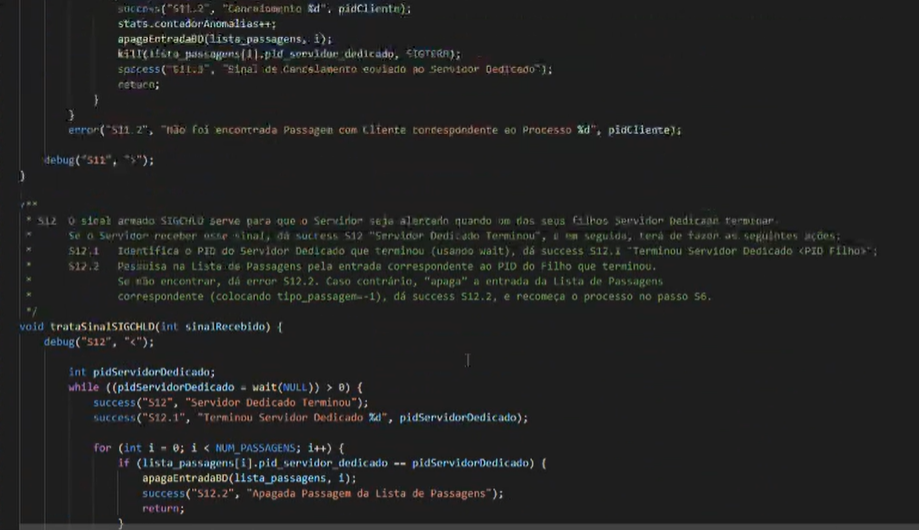 success("S11.2", "Cancelamento %d", pidCliente);
stats.contadorAnomalias++;
apagaEntradaBD(lista_passagens, i);
kill(lista_passagens[i].pid_servidor_dedicado, SIGTERM);
success("S11.3", "Sinal de Cancelamento enviado ao Servidor Dedicado");
return;
}
}
error("S11.2", "Não foi encontrada Passagem com Cliente correspondente ao Processo %d", pidCliente);
debug("S11", ">");
}
/**
* S12 O sinal armado SIGCHLD serve para que o Servidor seja alertado quando um dos seus filhos Servidor Dedicado terminar.
* Se o Servidor receber esse sinal, dá success S12 "Servidor Dedicado Terminou", e em seguida, terá de fazer as seguintes ações:
* S12.1 Identifica o PID do Servidor Dedicado que terminou (usando wait), dá success S12.1 "Terminou Servidor Dedicado <PID Filho>";
* S12.2 Pesquisa na Lista de Passagens pela entrada correspondente ao PID do Filho que terminou.
* Se não encontrar, dá error S12.2. Caso contrário, "apaga" a entrada da Lista de Passagens
* correspondente (colocando tipo_passagem=-1), dá success S12.2, e recomeça o processo no passo S6.
*/
void trataSinalSIGCHLD(int sinalRecebido) {
debug("S12", "<");
int pidServidorDedicado;
while ((pidServidorDedicado = wait(NULL)) > 0) {
success("S12", "Servidor Dedicado Terminou");
success("S12.1", "Terminou Servidor Dedicado %d", pidServidorDedicado);
for (int i = 0; i < NUM_PASSAGENS; i++) {
if (lista_passagens[i].pid_servidor_dedicado == pidServidorDedicado) {
apagaEntradaBD(lista_passagens, i);
success("S12.2", "Apagada Passagem da Lista de Passagens");
return;
}